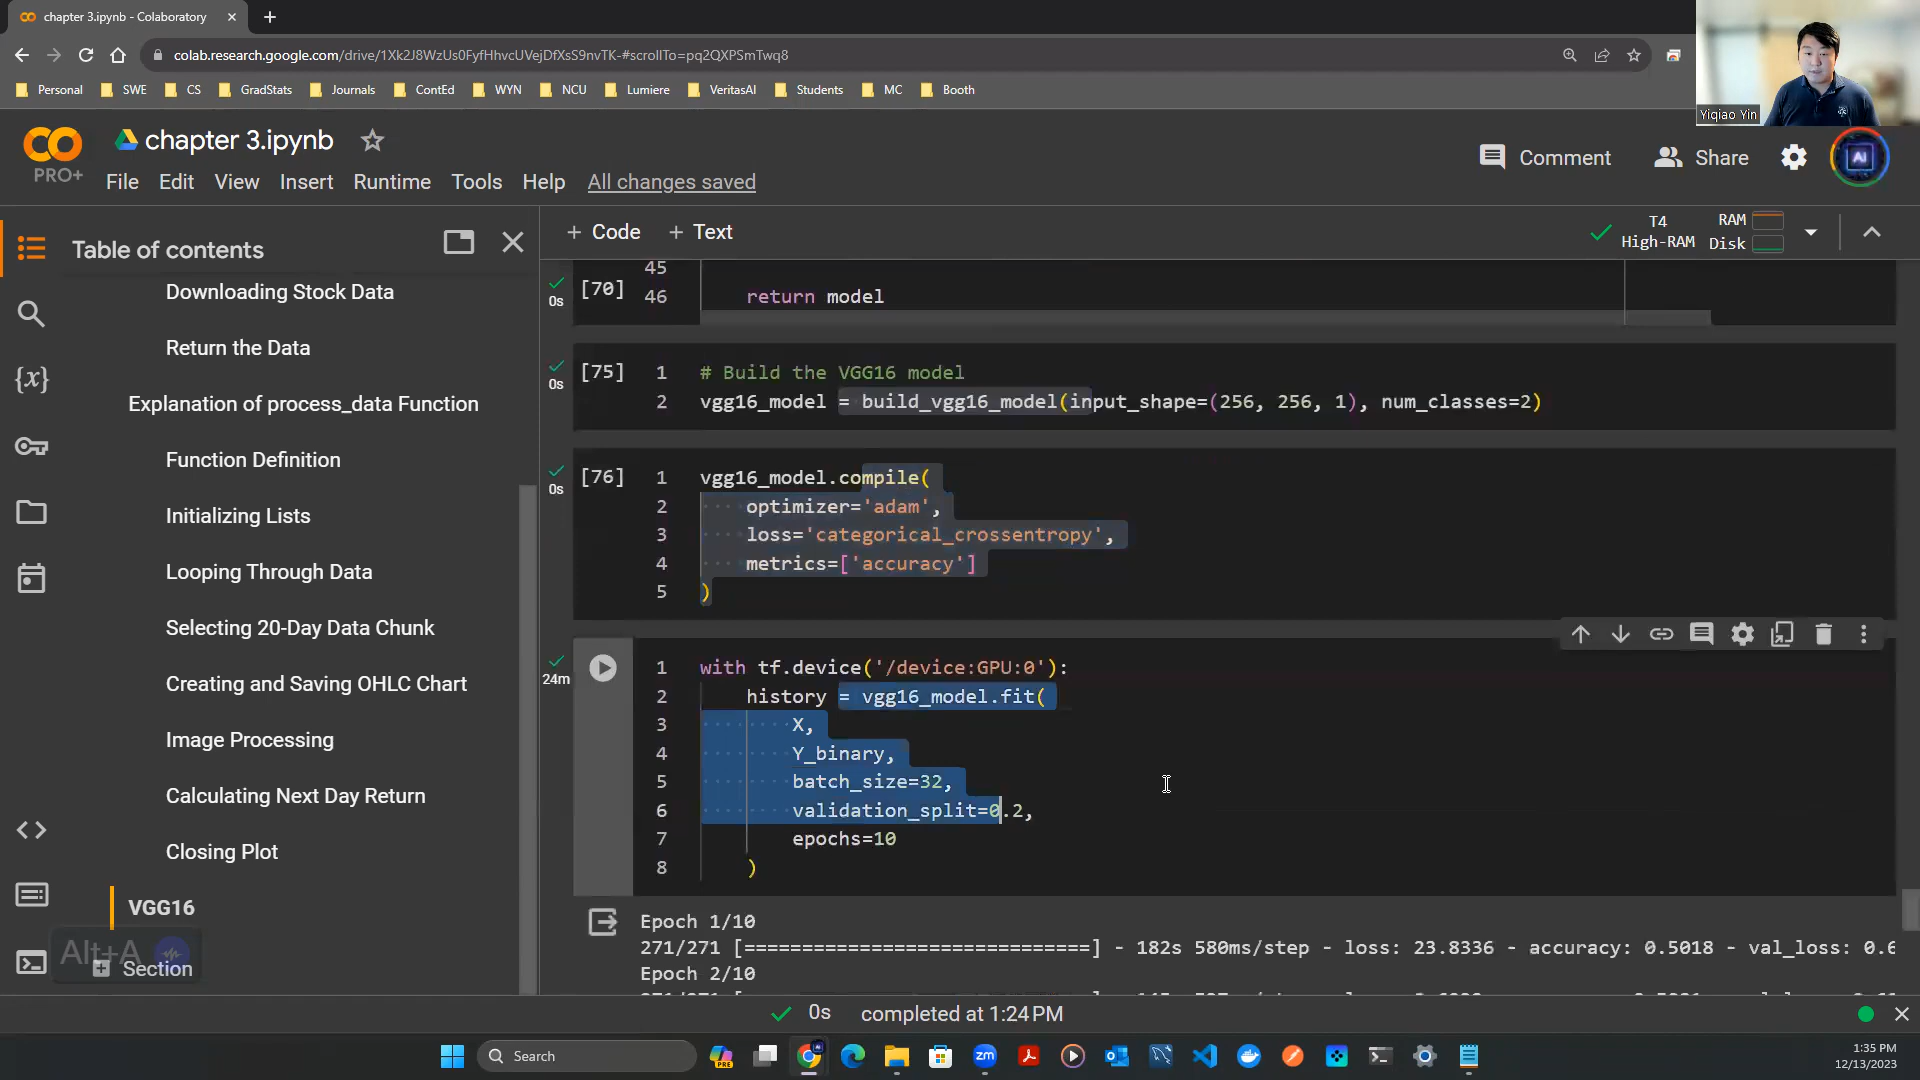 chapter 3.ipynb - Colaboratory
colab.research.google.com/drive/1Xk2J8WzUs0FyfHhvcUVejDfXsS9nvTK-#scrollTo=pq2QXPSmTwq8
Personal SWE CS GradStats Journals ContEd WYN NCU Lumiere VeritasAI Students MC Booth
Yiqiao Yin
PRO+
chapter 3.ipynb
File Edit View Insert Runtime Tools Help All changes saved
Comment Share AI
Table of contents
+ Code + Text
T4 High-RAM RAM Disk
Downloading Stock Data
Return the Data
Explanation of process_data Function
Function Definition
Initializing Lists
Looping Through Data
Selecting 20-Day Data Chunk
Creating and Saving OHLC Chart
Image Processing
Calculating Next Day Return
Closing Plot
VGG16
Alt+A
Section
{x}
0s [70] 45
46 return model
0s [75] 1 # Build the VGG16 model
2 vgg16_model = build_vgg16_model(input_shape=(256, 256, 1), num_classes=2)
0s [76] 1 vgg16_model.compile(
2 optimizer='adam',
3 loss='categorical_crossentropy',
4 metrics=['accuracy']
5 )
24m 1 with tf.device('/device:GPU:0'):
2 history = vgg16_model.fit(
3 X,
4 Y_binary,
5 batch_size=32,
6 validation_split=0.2,
7 epochs=10
8 )
Epoch 1/10
271/271 [==============================] - 182s 580ms/step - loss: 23.8336 - accuracy: 0.5018 - val_loss: 0.6
Epoch 2/10
0s completed at 1:24 PM
Search
PRE
zm
1:35 PM
12/13/2023